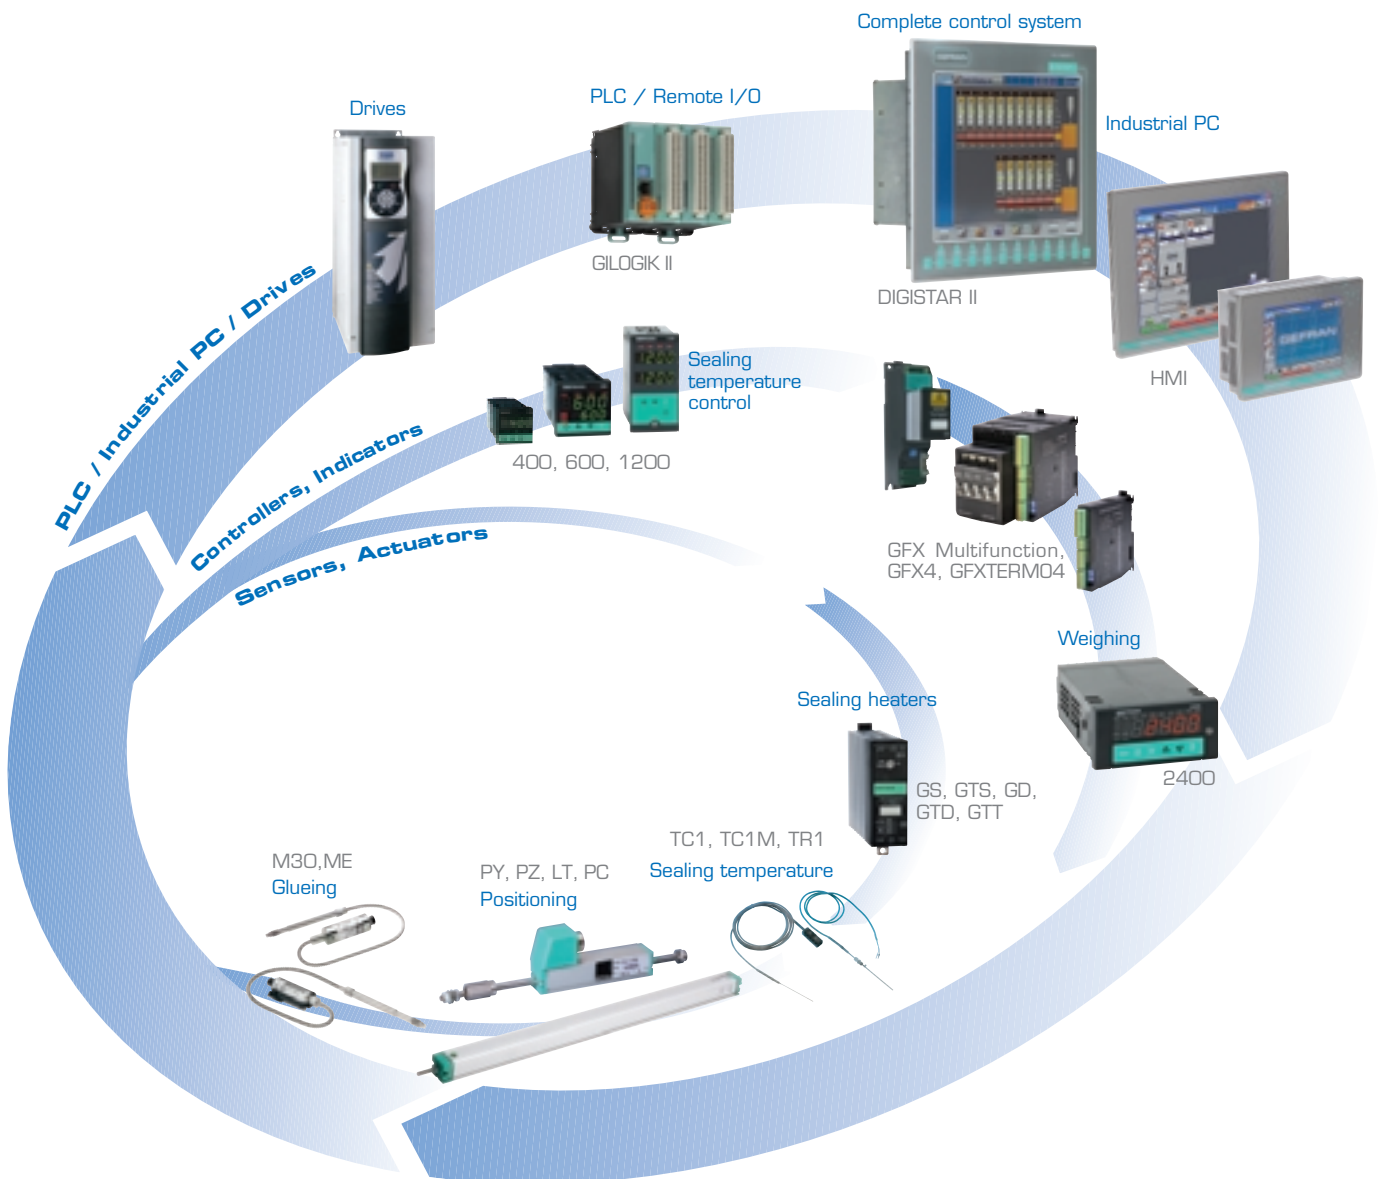 Complete control system
Drives
PLC / Remote I/O
Industrial PC
GILOGIK II
DIGISTAR II
HMI
GEFRAN
PLC / Industrial PC / Drives
Sealing
temperature
control
400, 600, 1200
Controllers, Indicators
Sensors, Actuators
GFX Multifunction,
GFX4, GFXTERMO4
Weighing
2400
Sealing heaters
GS, GTS, GD,
GTD, GTT
TC1, TC1M, TR1
Sealing temperature
M30,ME
Glueing
PY, PZ, LT, PC
Positioning